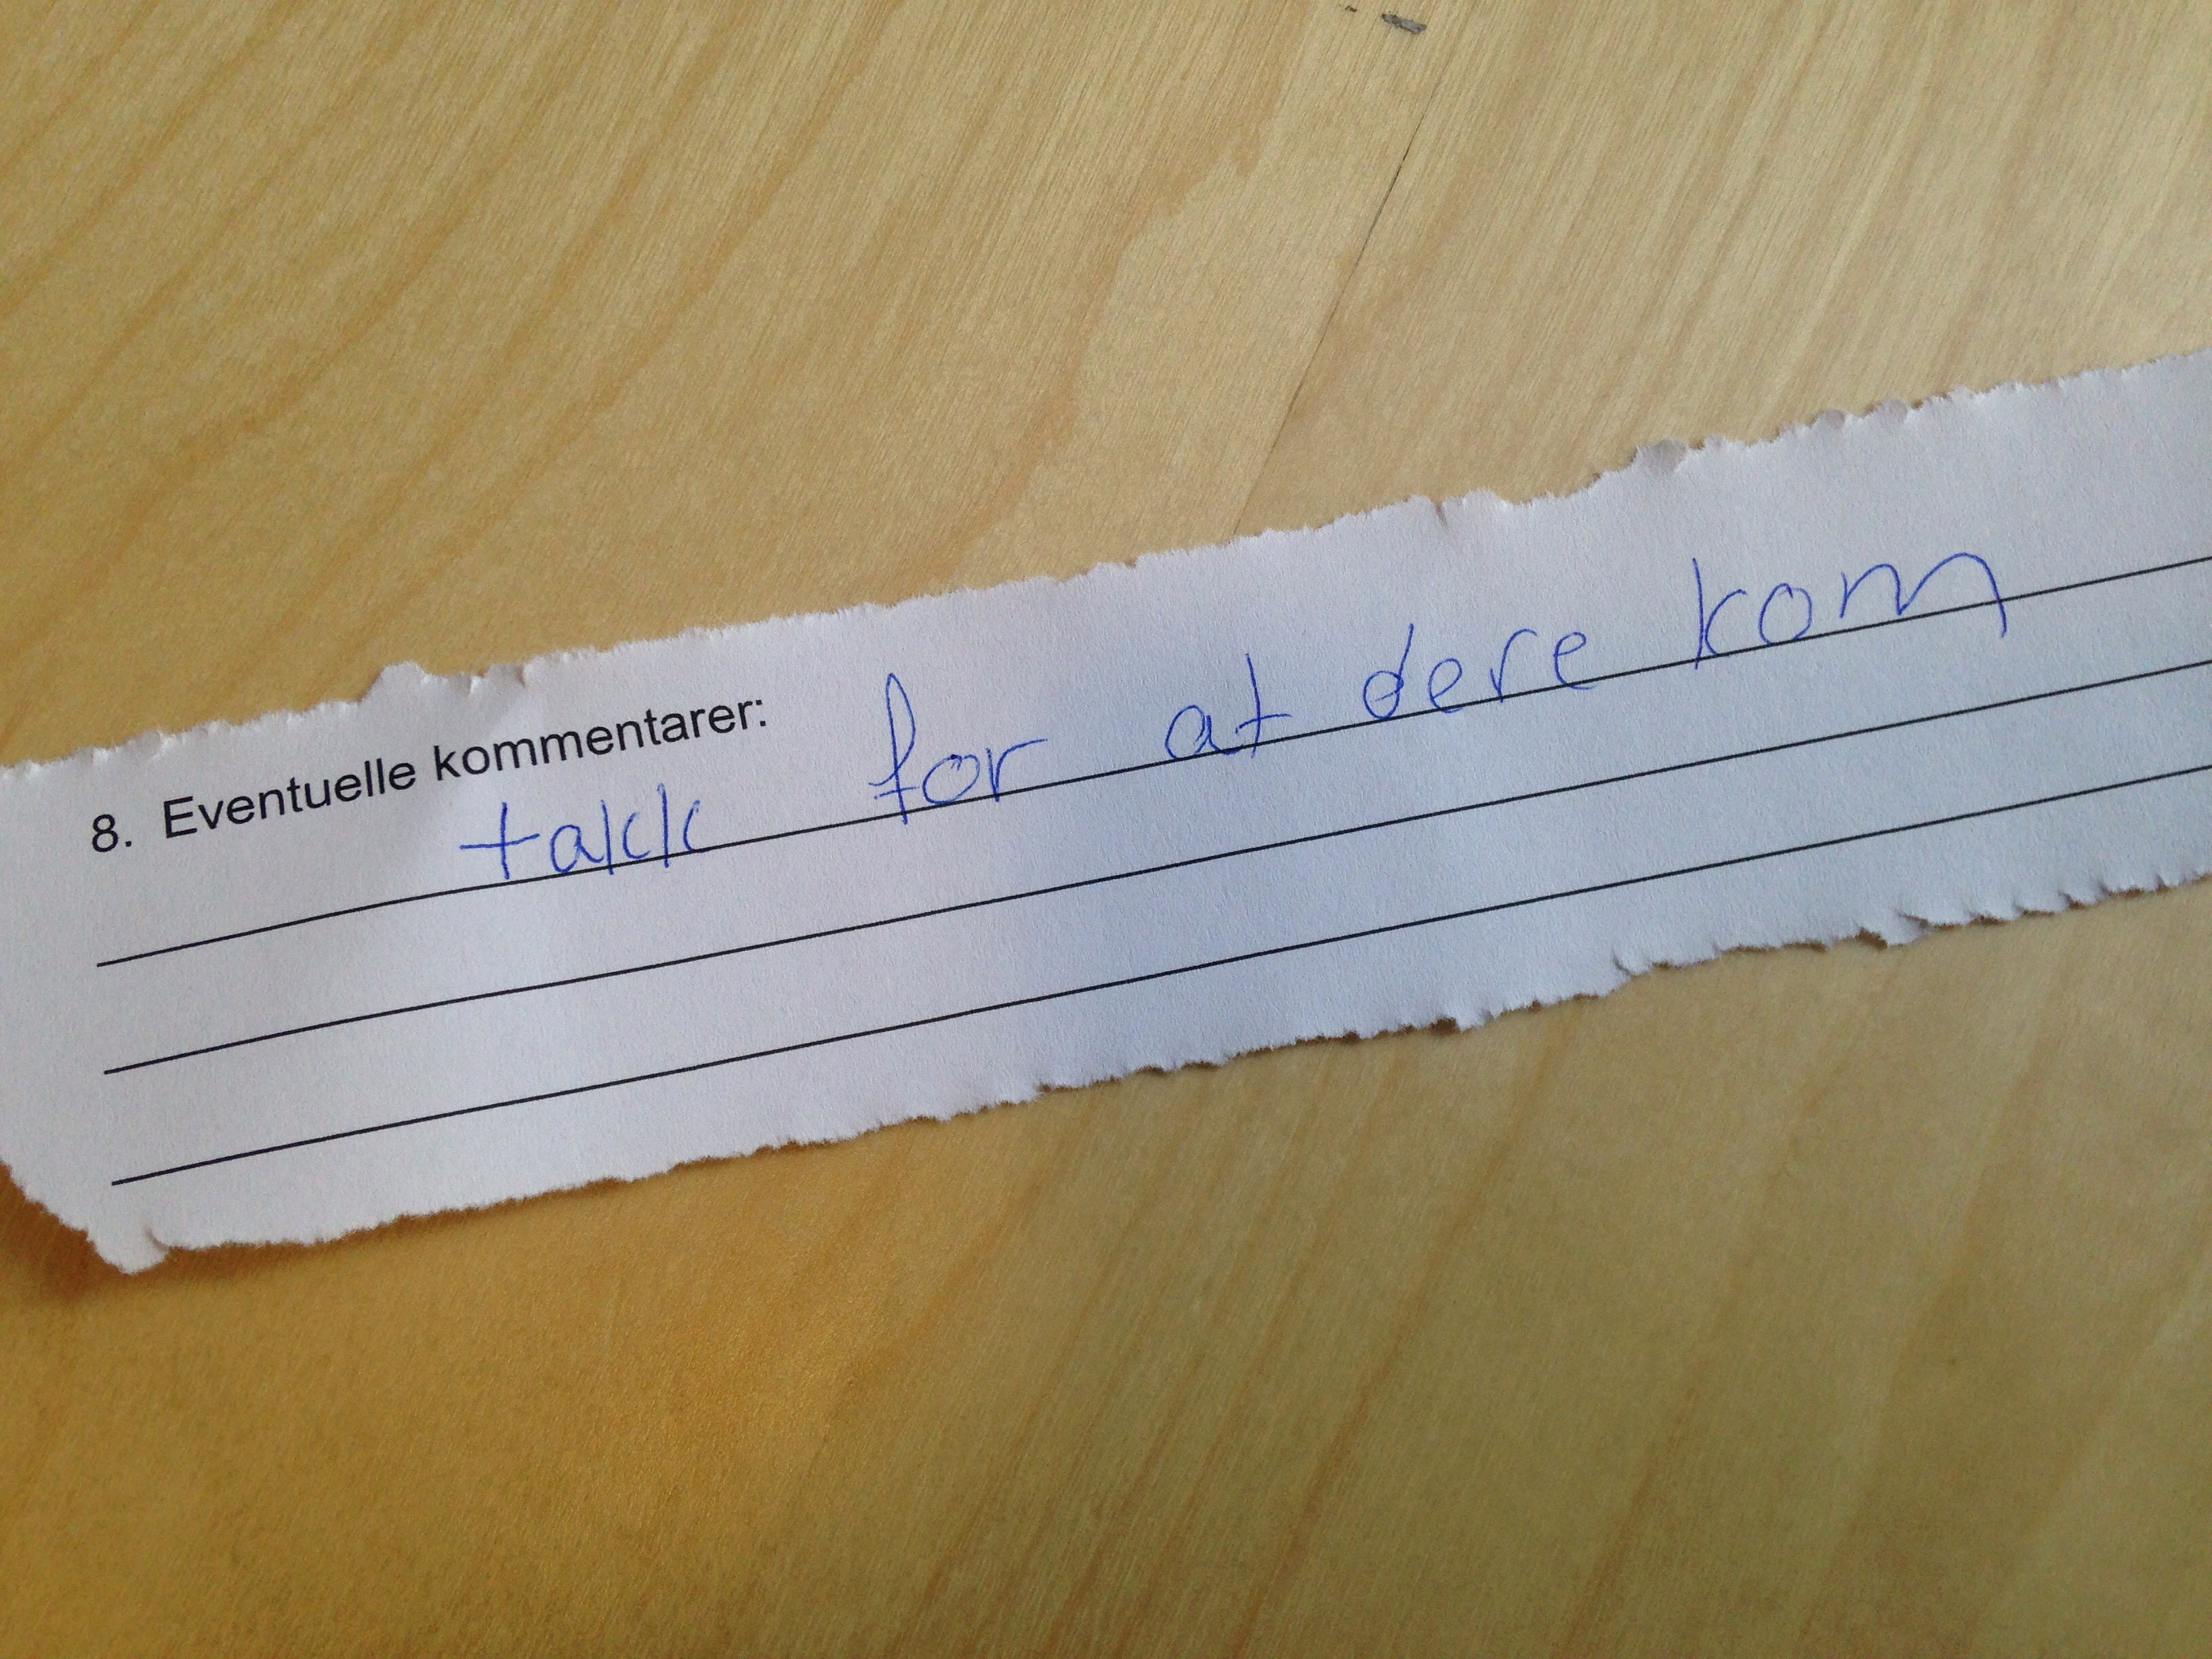 8. Eventuelle kommentarer:
takk for at dere kom